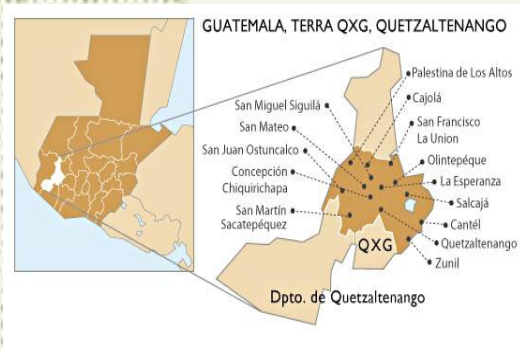 GUATEMALA, TERRA QXG, QUETZALTENANGO
Palestina de Los Altos
Cajolá
San Miguel Siguilá
San Francisco
La Union
San Mateo
San Juan Ostuncalco
Olintepéque
Concepción
Chiquirichapa
La Esperanza
Salcajá
San Martín
Sacatepéquez
Cantél
Quetzaltenango
QXG
Zunil
Dpto. de Quetzaltenango